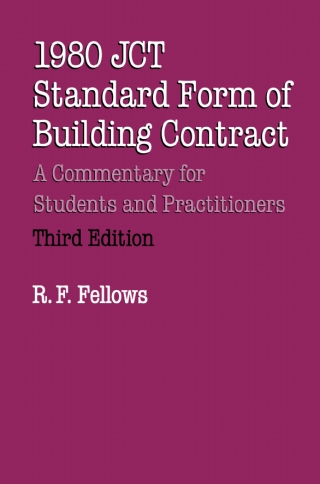 1980 JCT
Standard Form of
Building Contract
A Commentary for
Students and Practitioners
Third Edition
R. F. Fellows